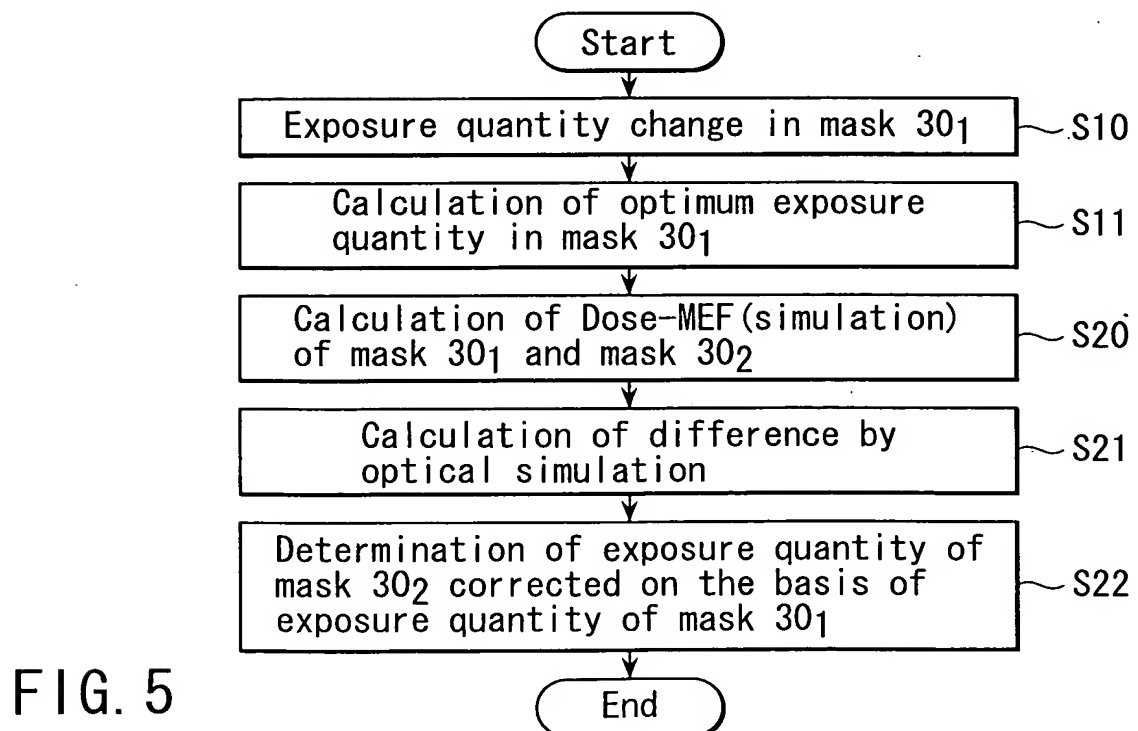 Start
Exposure quantity change in mask 30₁
S10
Calculation of optimum exposure
quantity in mask 30₁
S11
Calculation of Dose-MEF(simulation)
of mask 30₁ and mask 30₂
S20
Calculation of difference by
optical simulation
S21
Determination of exposure quantity of
mask 30₂ corrected on the basis of
exposure quantity of mask 30₁
S22
End
FIG. 5